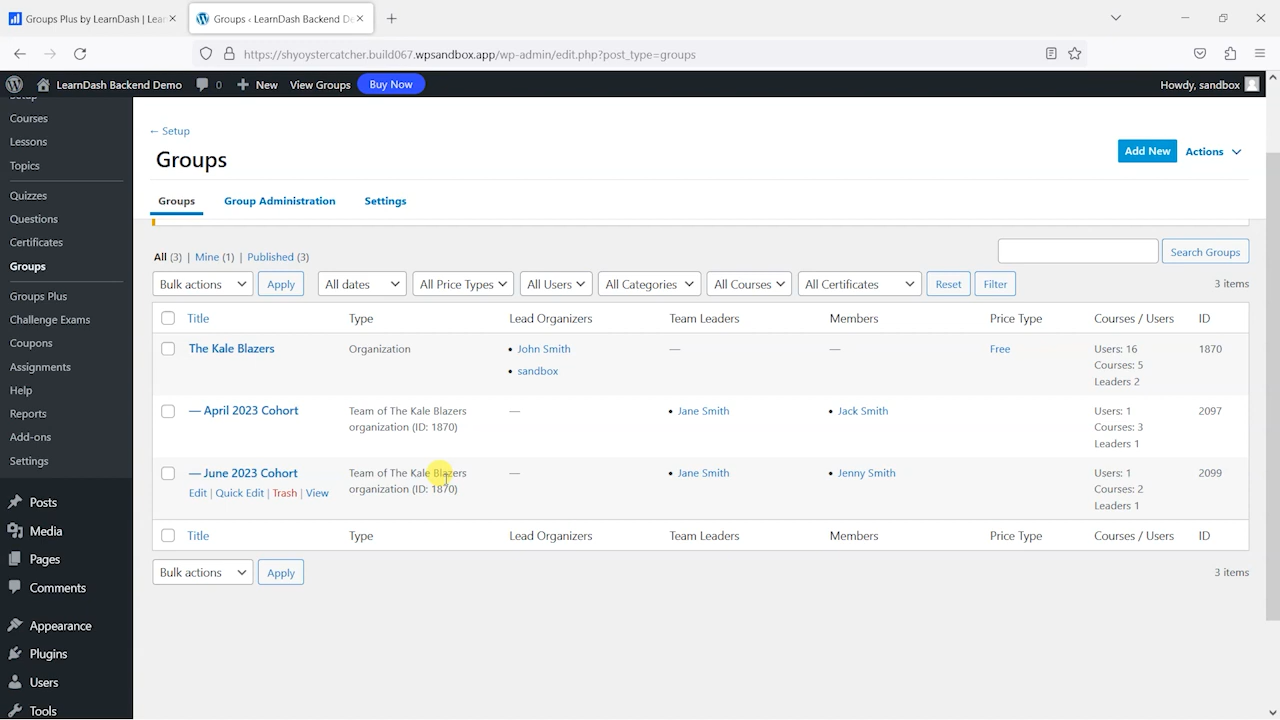 Groups Plus by LearnDash | Lear
Groups ‹ LearnDash Backend De
https://shyoystercatcher.build067.wpsandbox.app/wp-admin/edit.php?post_type=groups
LearnDash Backend Demo 0 New View Groups Buy Now Howdy, sandbox
Courses
Lessons
Topics
Quizzes
Questions
Certificates
Groups
Groups Plus
Challenge Exams
Coupons
Assignments
Help
Reports
Add-ons
Settings
Posts
Media
Pages
Comments
Appearance
Plugins
Users
Tools
← Setup
Groups
Add New Actions
Groups Group Administration Settings
All (3) | Mine (1) | Published (3)
Search Groups
Bulk actions Apply All dates All Price Types All Users All Categories All Courses All Certificates Reset Filter 3 items
Title Type Lead Organizers Team Leaders Members Price Type Courses / Users ID
The Kale Blazers Organization • John Smith — — Free Users: 16 1870
• sandbox Courses: 5
Leaders 2
— April 2023 Cohort Team of The Kale Blazers — • Jane Smith • Jack Smith Users: 1 2097
organization (ID: 1870) Courses: 3
Leaders 1
— June 2023 Cohort Team of The Kale Blazers — • Jane Smith • Jenny Smith Users: 1 2099
Edit | Quick Edit | Trash | View organization (ID: 1870) Courses: 2
Leaders 1
Title Type Lead Organizers Team Leaders Members Price Type Courses / Users ID
Bulk actions Apply 3 items